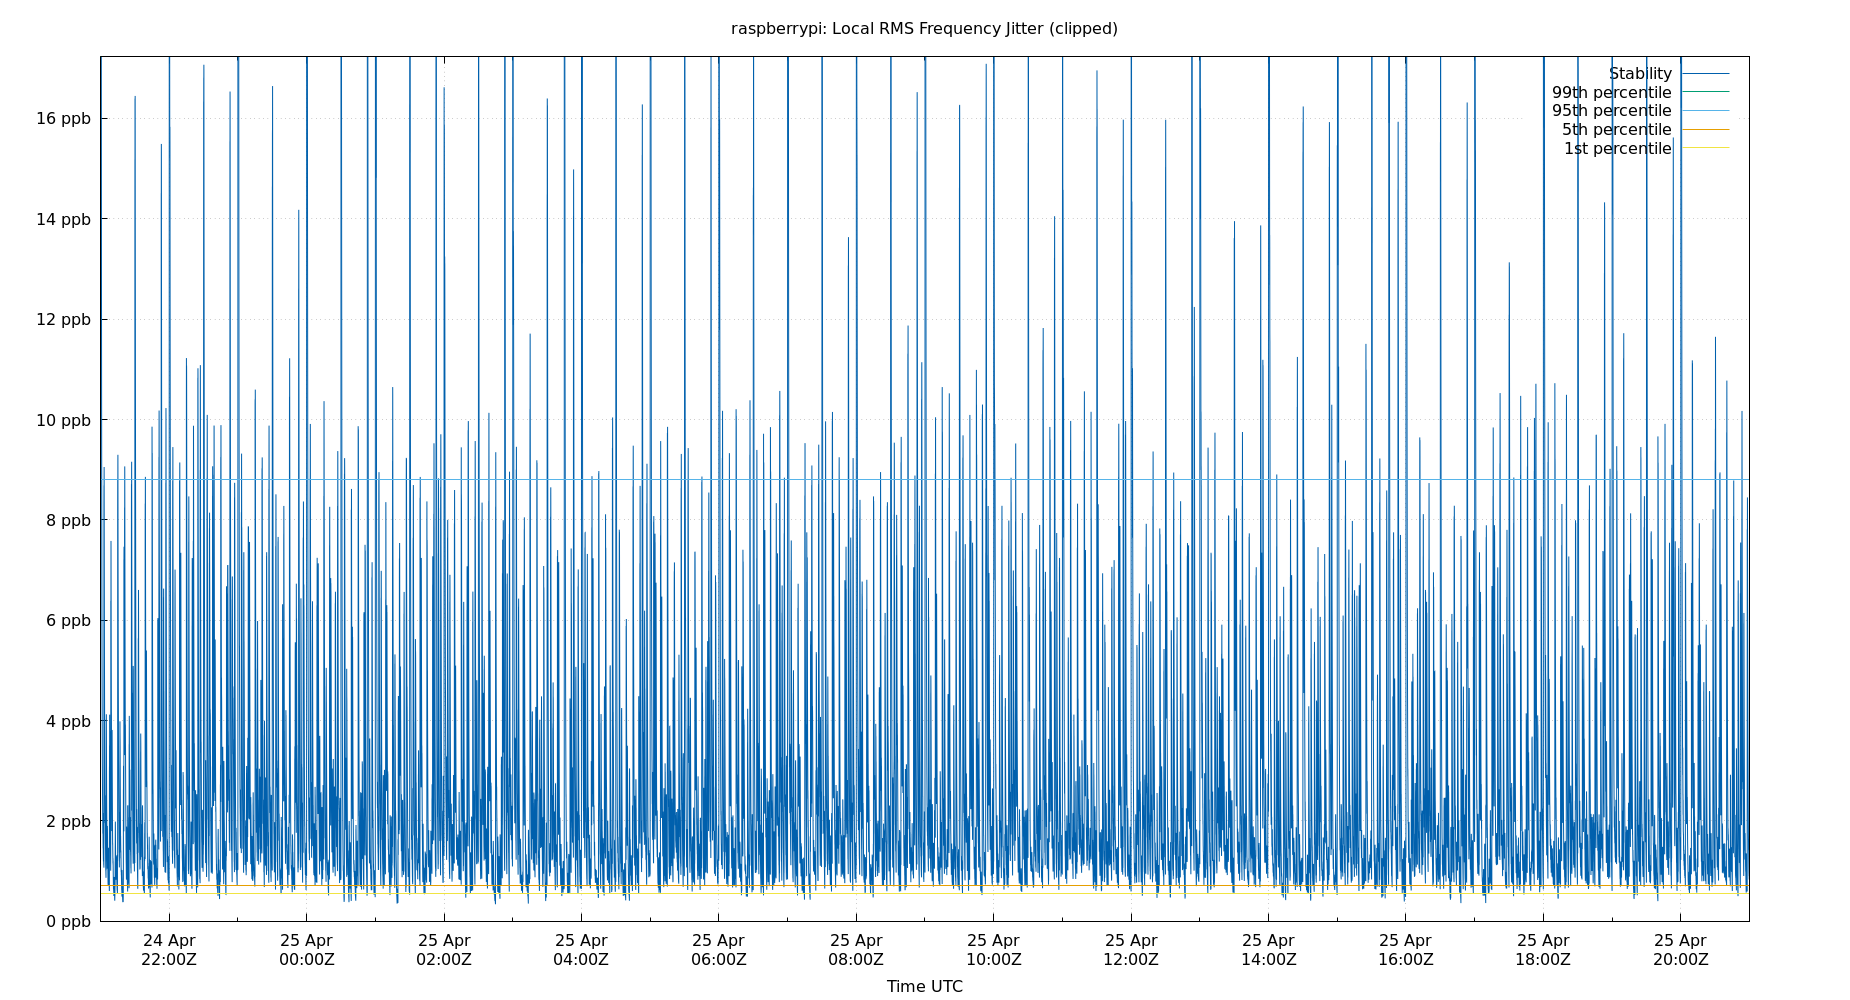 raspberrypi: Local RMS Frequency Jitter (clipped)
Stability
99th percentile
95th percentile
5th percentile
1st percentile
16 ppb
14 ppb
12 ppb
10 ppb
8 ppb
6 ppb
4 ppb
2 ppb
0 ppb
24 Apr 25 Apr 25 Apr 25 Apr 25 Apr 25 Apr 25 Apr 25 Apr 25 Apr 25 Apr 25 Apr 25 Apr
22:00Z 00:00Z 02:00Z 04:00Z 06:00Z 08:00Z 10:00Z 12:00Z 14:00Z 16:00Z 18:00Z 20:00Z
Time UTC